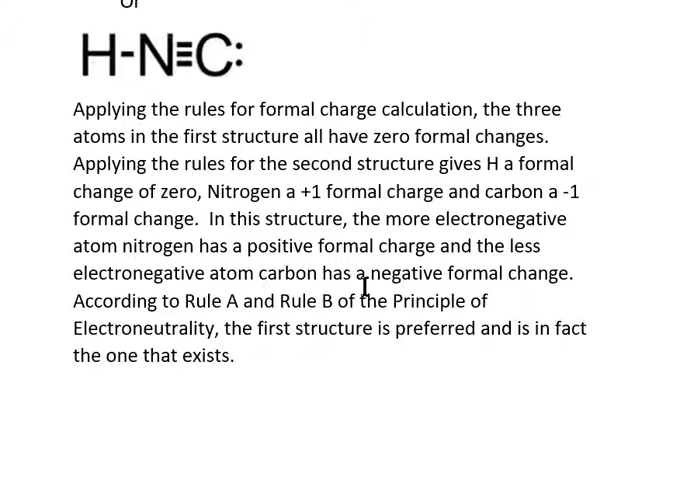 Or
H-N≡C:
Applying the rules for formal charge calculation, the three
atoms in the first structure all have zero formal changes.
Applying the rules for the second structure gives H a formal
change of zero, Nitrogen a +1 formal charge and carbon a -1
formal change.  In this structure, the more electronegative
atom nitrogen has a positive formal charge and the less
electronegative atom carbon has a negative formal change.
According to Rule A and Rule B of the Principle of
Electroneutrality, the first structure is preferred and is in fact
the one that exists.